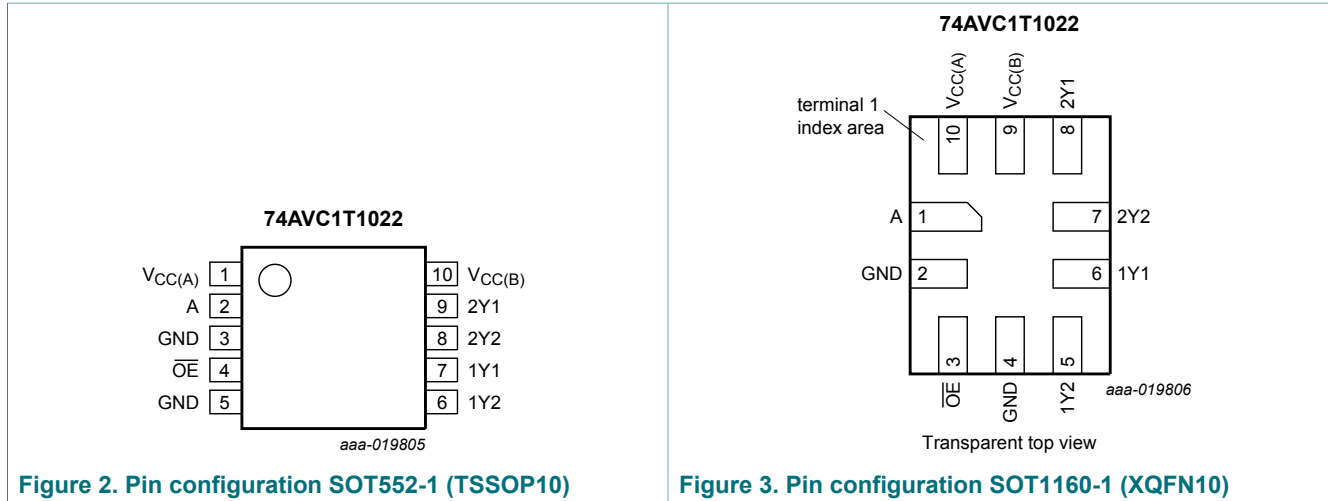 74AVC1T1022
VCC(A) 1
10 VCC(B)
A 2
9 2Y1
GND 3
8 2Y2
OE 4
7 1Y1
GND 5
6 1Y2
aaa-019805
Figure 2. Pin configuration SOT552-1 (TSSOP10)
74AVC1T1022
terminal 1
index area
VCC(A)
VCC(B)
2Y1
10
9
8
A 1
7 2Y2
GND 2
6 1Y1
3
4
5
OE
GND
1Y2
aaa-019806
Transparent top view
Figure 3. Pin configuration SOT1160-1 (XQFN10)